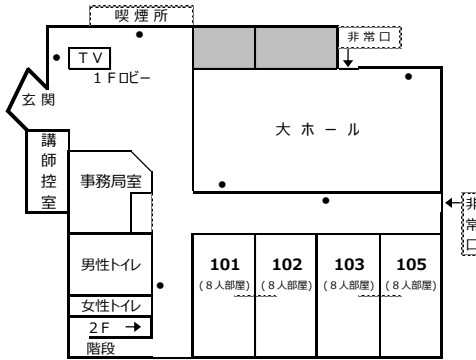 喫煙所
非常口
TV
1Fロビー
玄関
大ホール
講師控室
事務局室
非常口
男性トイレ
101
102
103
105
(8人部屋)
(8人部屋)
(8人部屋)
(8人部屋)
女性トイレ
2F →
階段